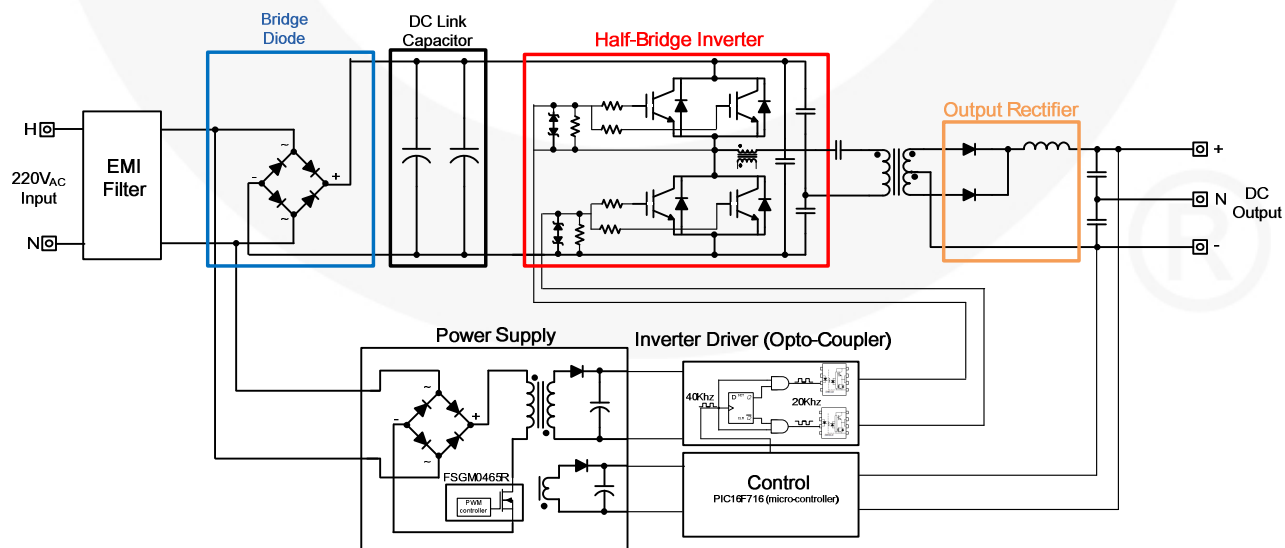 Bridge
Diode
DC Link
Capacitor
Half-Bridge Inverter
Output Rectifier
H
220VAC
Input
N
EMI
Filter
~
-
+
~
+
N
-
DC
Output
®
Power Supply
~
-
+
~
FSGM0465R
PWM
controller
Inverter Driver (Opto-Coupler)
40Khz
D
20Khz
Control
PIC16F716 (micro-controller)